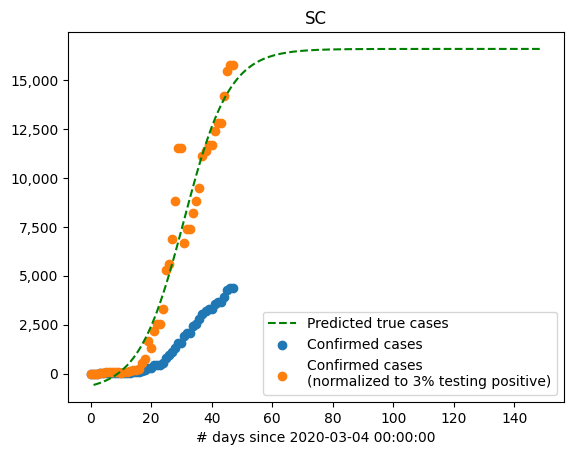 SC
15,000
12,500
10,000
7,500
5,000
2,500
0
Predicted true cases
Confirmed cases
Confirmed cases
(normalized to 3% testing positive)
0 20 40 60 80 100 120 140
# days since 2020-03-04 00:00:00